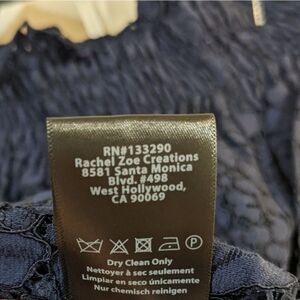 RN#133290
Rachel Zoe Creations
8581 Santa Monica
Blvd. #498
West Hollywood,
CA 90069
P
Dry Clean Only
Nettoyer à sec seulement
Limpiar en seco únicamente
Nur chemisch reinigen